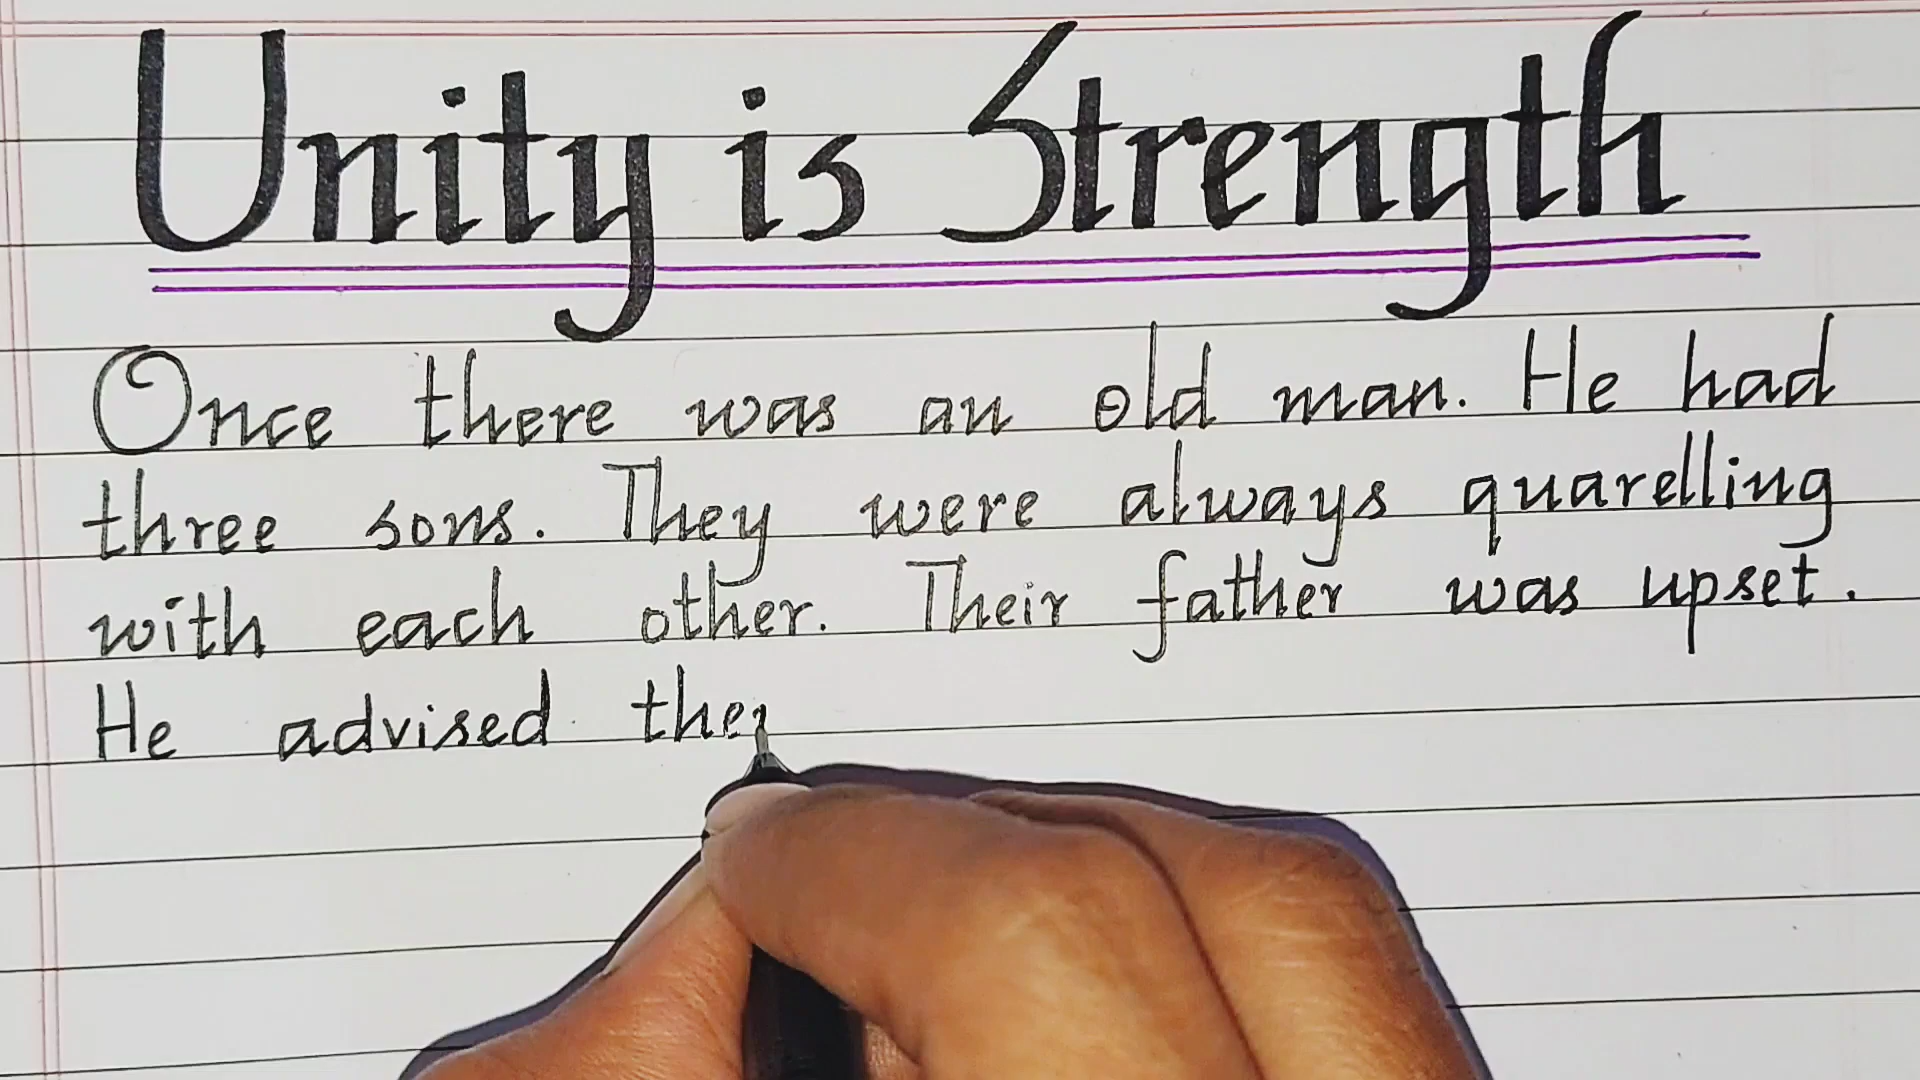 Unity is Strength
Once there was an old man. He had
three sons. They were always quarelling
with each other. Their father was upset.
He advised the